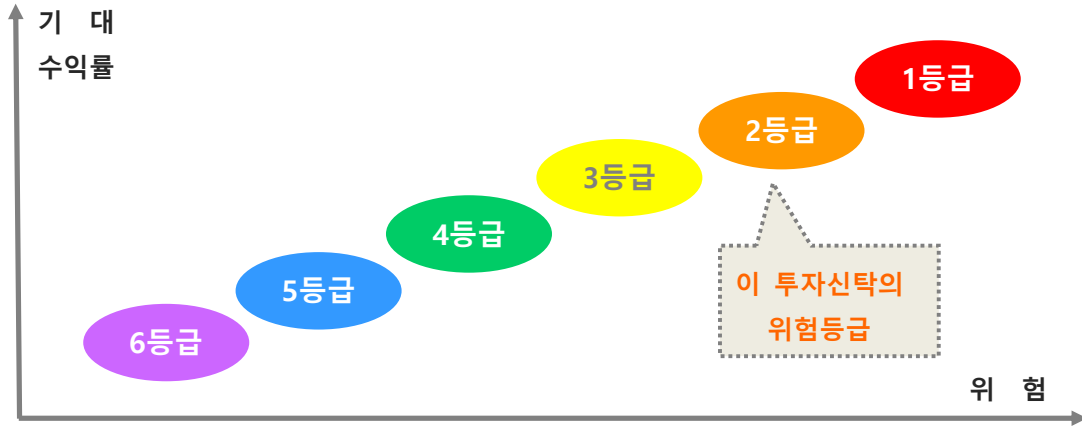 기 대
수익률
1등급
2등급
3등급
4등급
5등급
6등급
이 투자신탁의
위험등급
위 험